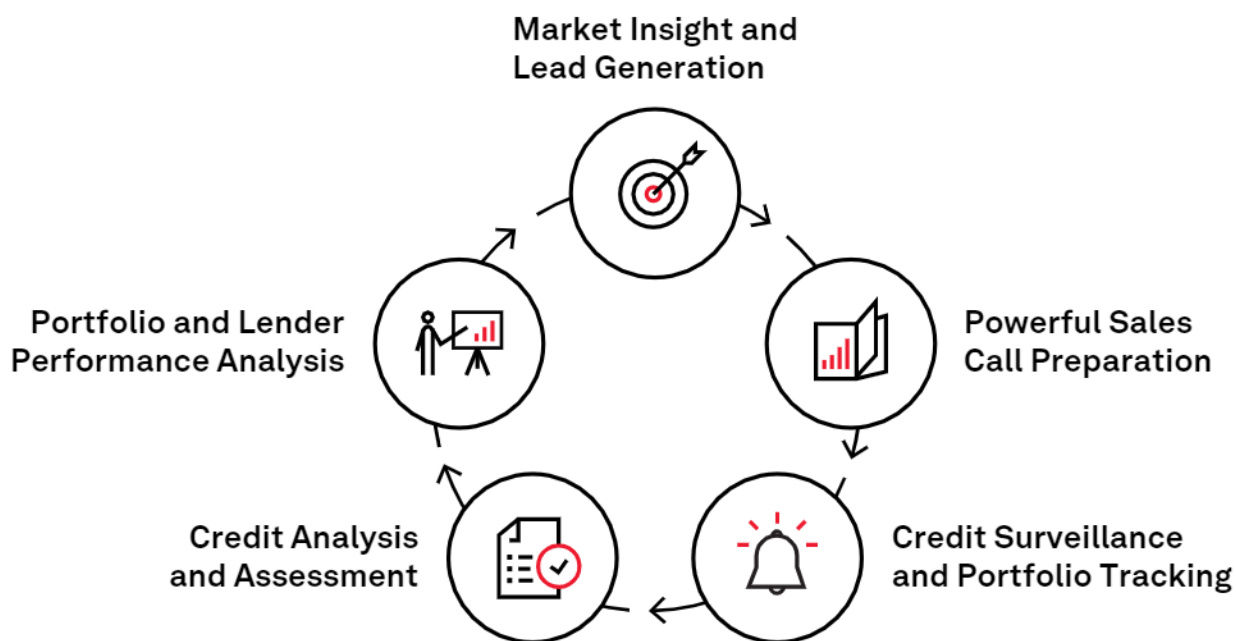 Market Insight and
Lead Generation
Powerful Sales
Call Preparation
Credit Surveillance
and Portfolio Tracking
Credit Analysis
and Assessment
Portfolio and Lender
Performance Analysis